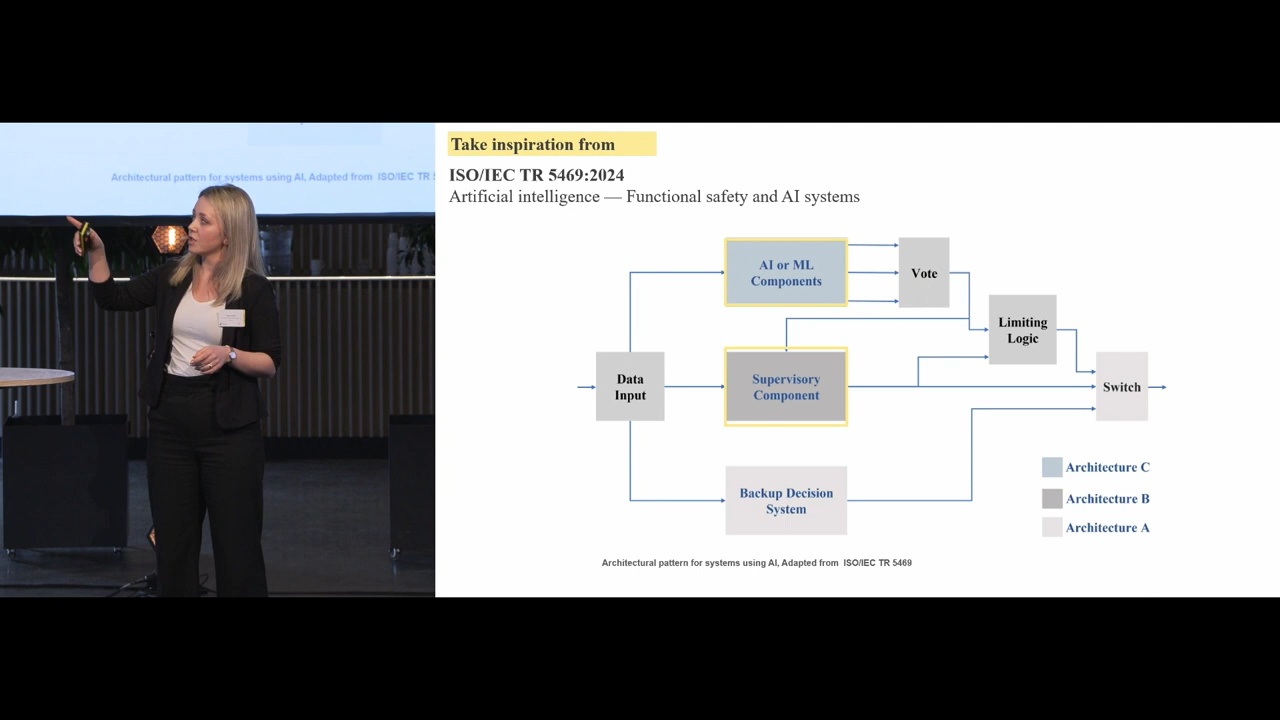 Architectural pattern for systems using AI, Adapted from ISO/IEC TR
Take inspiration from
ISO/IEC TR 5469:2024
Artificial intelligence — Functional safety and AI systems
AI or ML
Components
Vote
Limiting
Logic
Data
Input
Supervisory
Component
Switch
Backup Decision
System
Architecture C
Architecture B
Architecture A
Architectural pattern for systems using AI, Adapted from ISO/IEC TR 5469